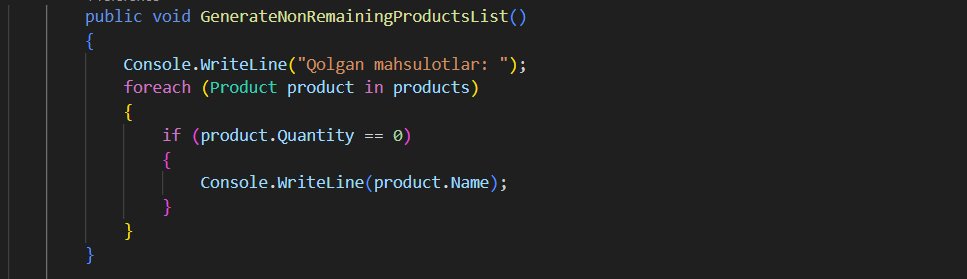 public void GenerateNonRemainingProductsList()
{
Console.WriteLine("Qolgan mahsulotlar: ");
foreach (Product product in products)
{
if (product.Quantity == 0)
{
Console.WriteLine(product.Name);
}
}
}